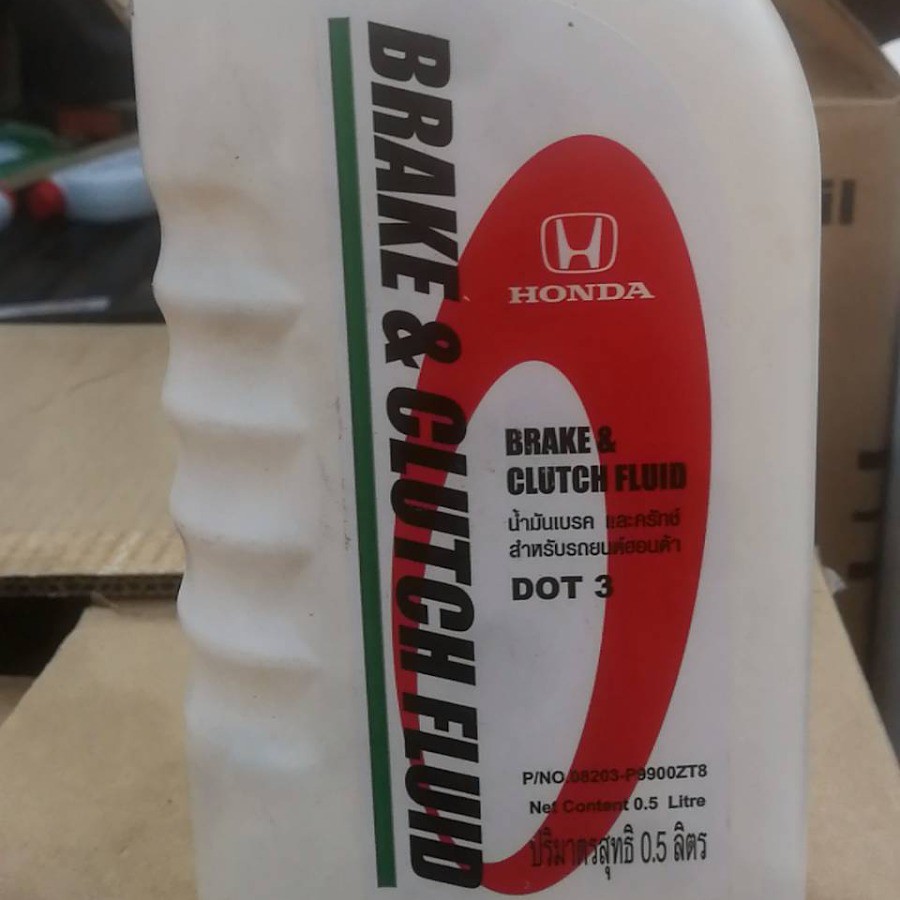 BRAKE & CLUTCH FLUID
HONDA
BRAKE &
CLUTCH FLUID
น้ำมันเบรค และครัทช์
สำหรับรถยนต์ฮอนด้า
DOT 3
P/NO.08203-P9900ZT8
Net Content 0.5 Litre
ปริมาตรสุทธิ 0.5 ลิตร